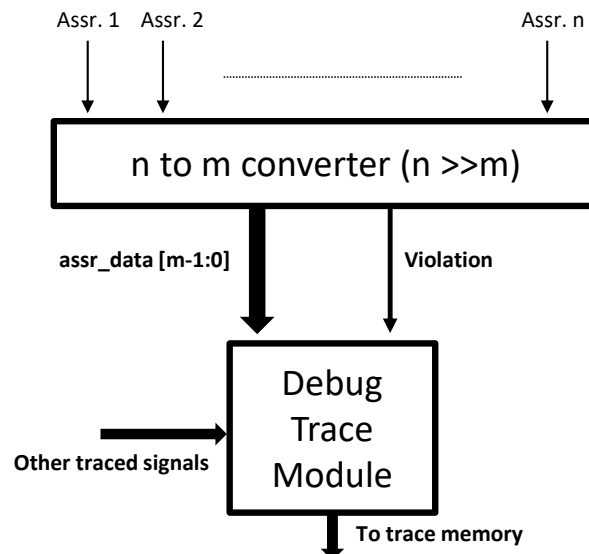 Assr. 1 Assr. 2 Assr. n
n to m converter (n >>m)
assr_data [m-1:0] Violation
Debug
Trace
Module
Other traced signals
To trace memory